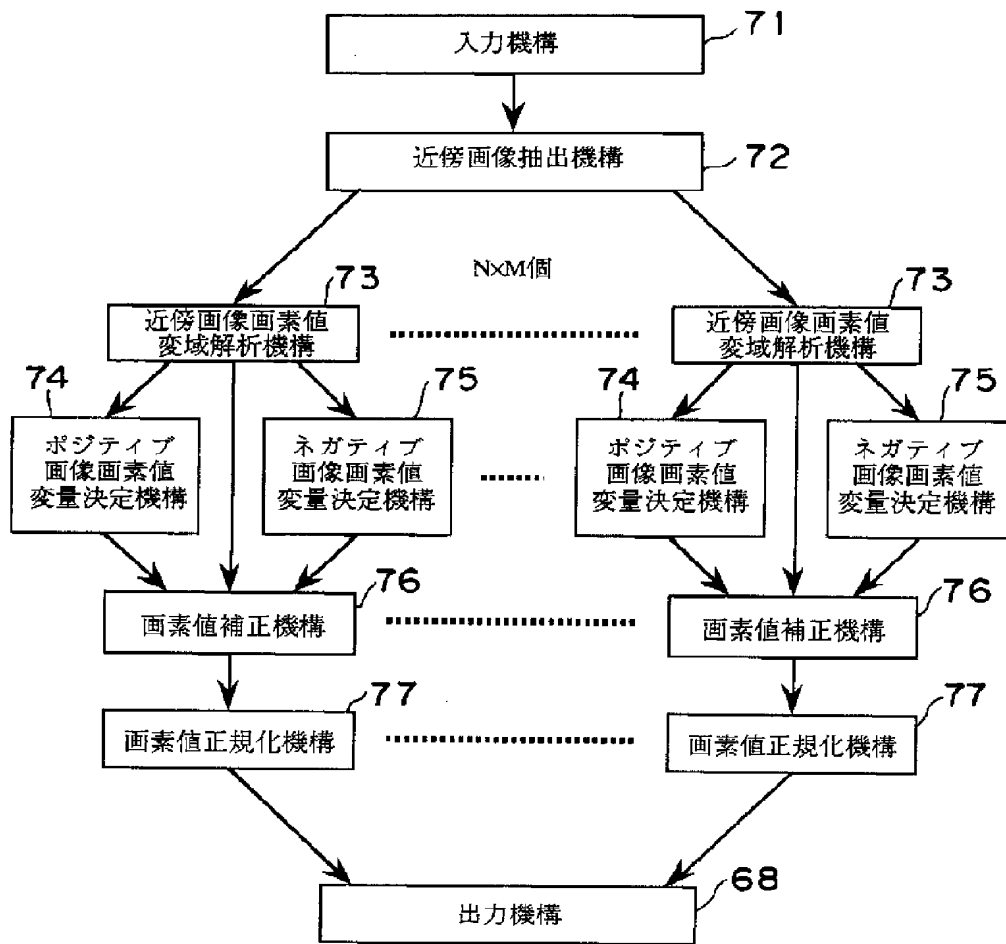 71
入力機構
近傍画像抽出機構
72
N×M個
73
近傍画像画素値
変域解析機構
73
近傍画像画素値
変域解析機構
74
ポジティブ
画像画素値
変量決定機構
75
ネガティブ
画像画素値
変量決定機構
74
ポジティブ
画像画素値
変量決定機構
75
ネガティブ
画像画素値
変量決定機構
76
画素値補正機構
76
画素値補正機構
77
画素値正規化機構
77
画素値正規化機構
出力機構
68